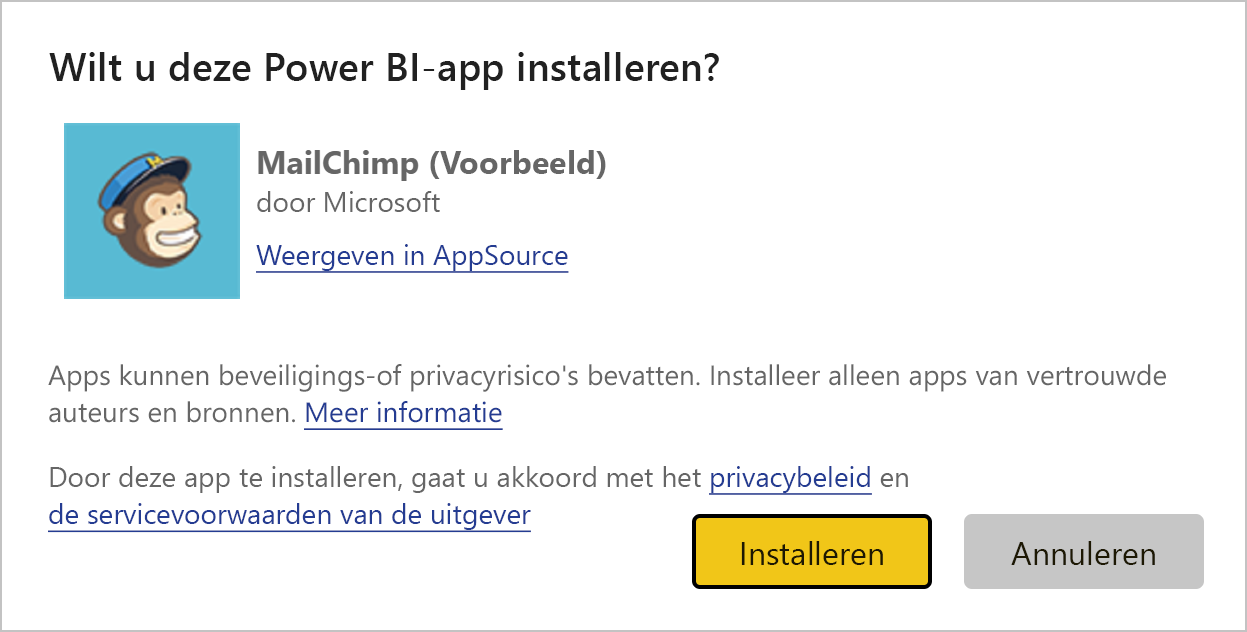 Wilt u deze Power BI-app installeren?
MailChimp (Voorbeeld)
door Microsoft
Weergeven in AppSource
Apps kunnen beveiligings-of privacyrisico's bevatten. Installeer alleen apps van vertrouwde
auteurs en bronnen. Meer informatie
Door deze app te installeren, gaat u akkoord met het privacybeleid en
de servicevoorwaarden van de uitgever
Installeren
Annuleren